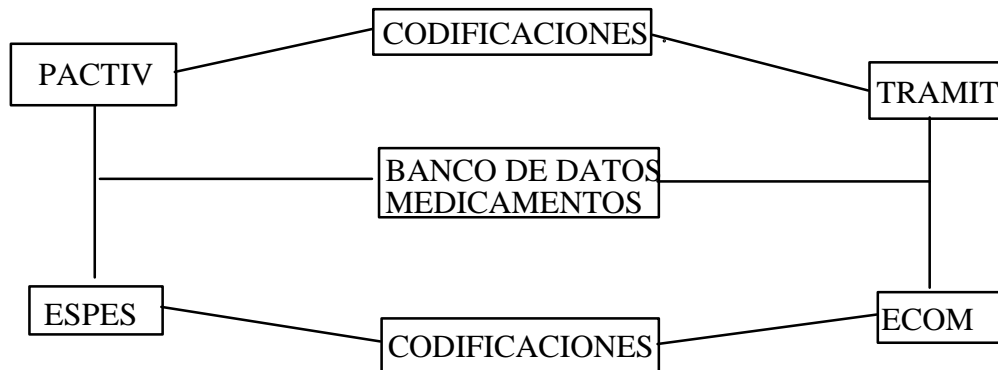 CODIFICACIONES
PACTIV
TRAMIT
BANCO DE DATOS
MEDICAMENTOS
ESPES
ECOM
CODIFICACIONES